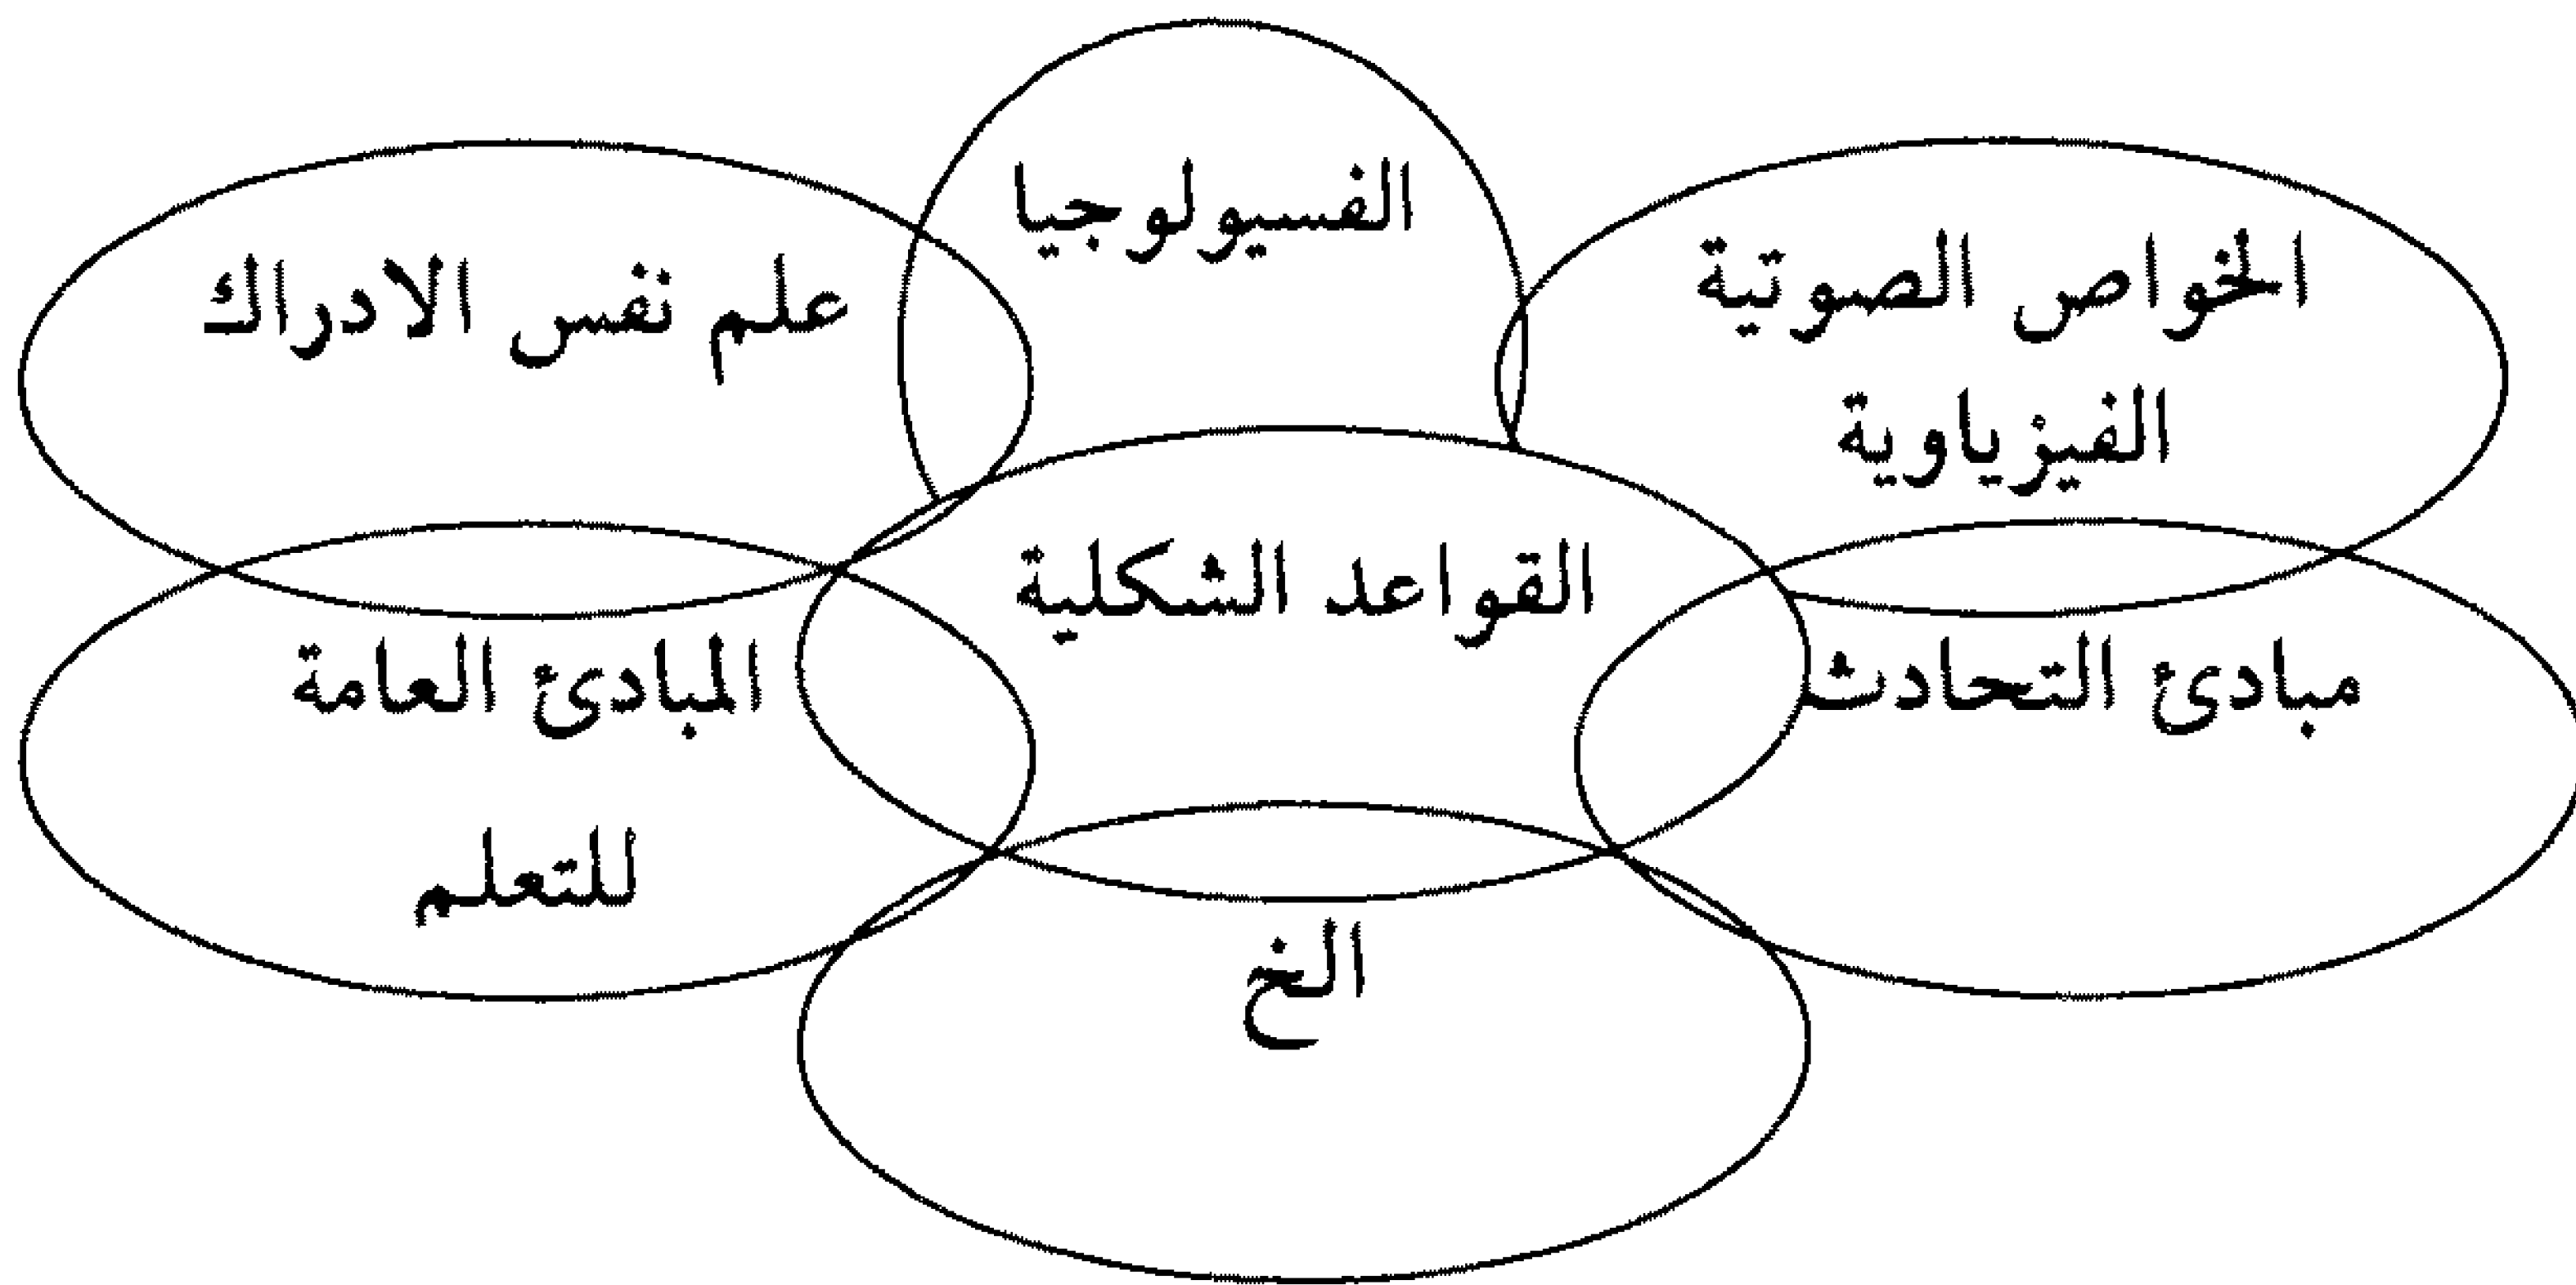 الفسيولوجيا
الخواص الصوتية
الفيزياوية
علم نفس الادراك
القواعد الشكلية
مبادئ التحادث
المبادئ العامة
للتعلم
الخ